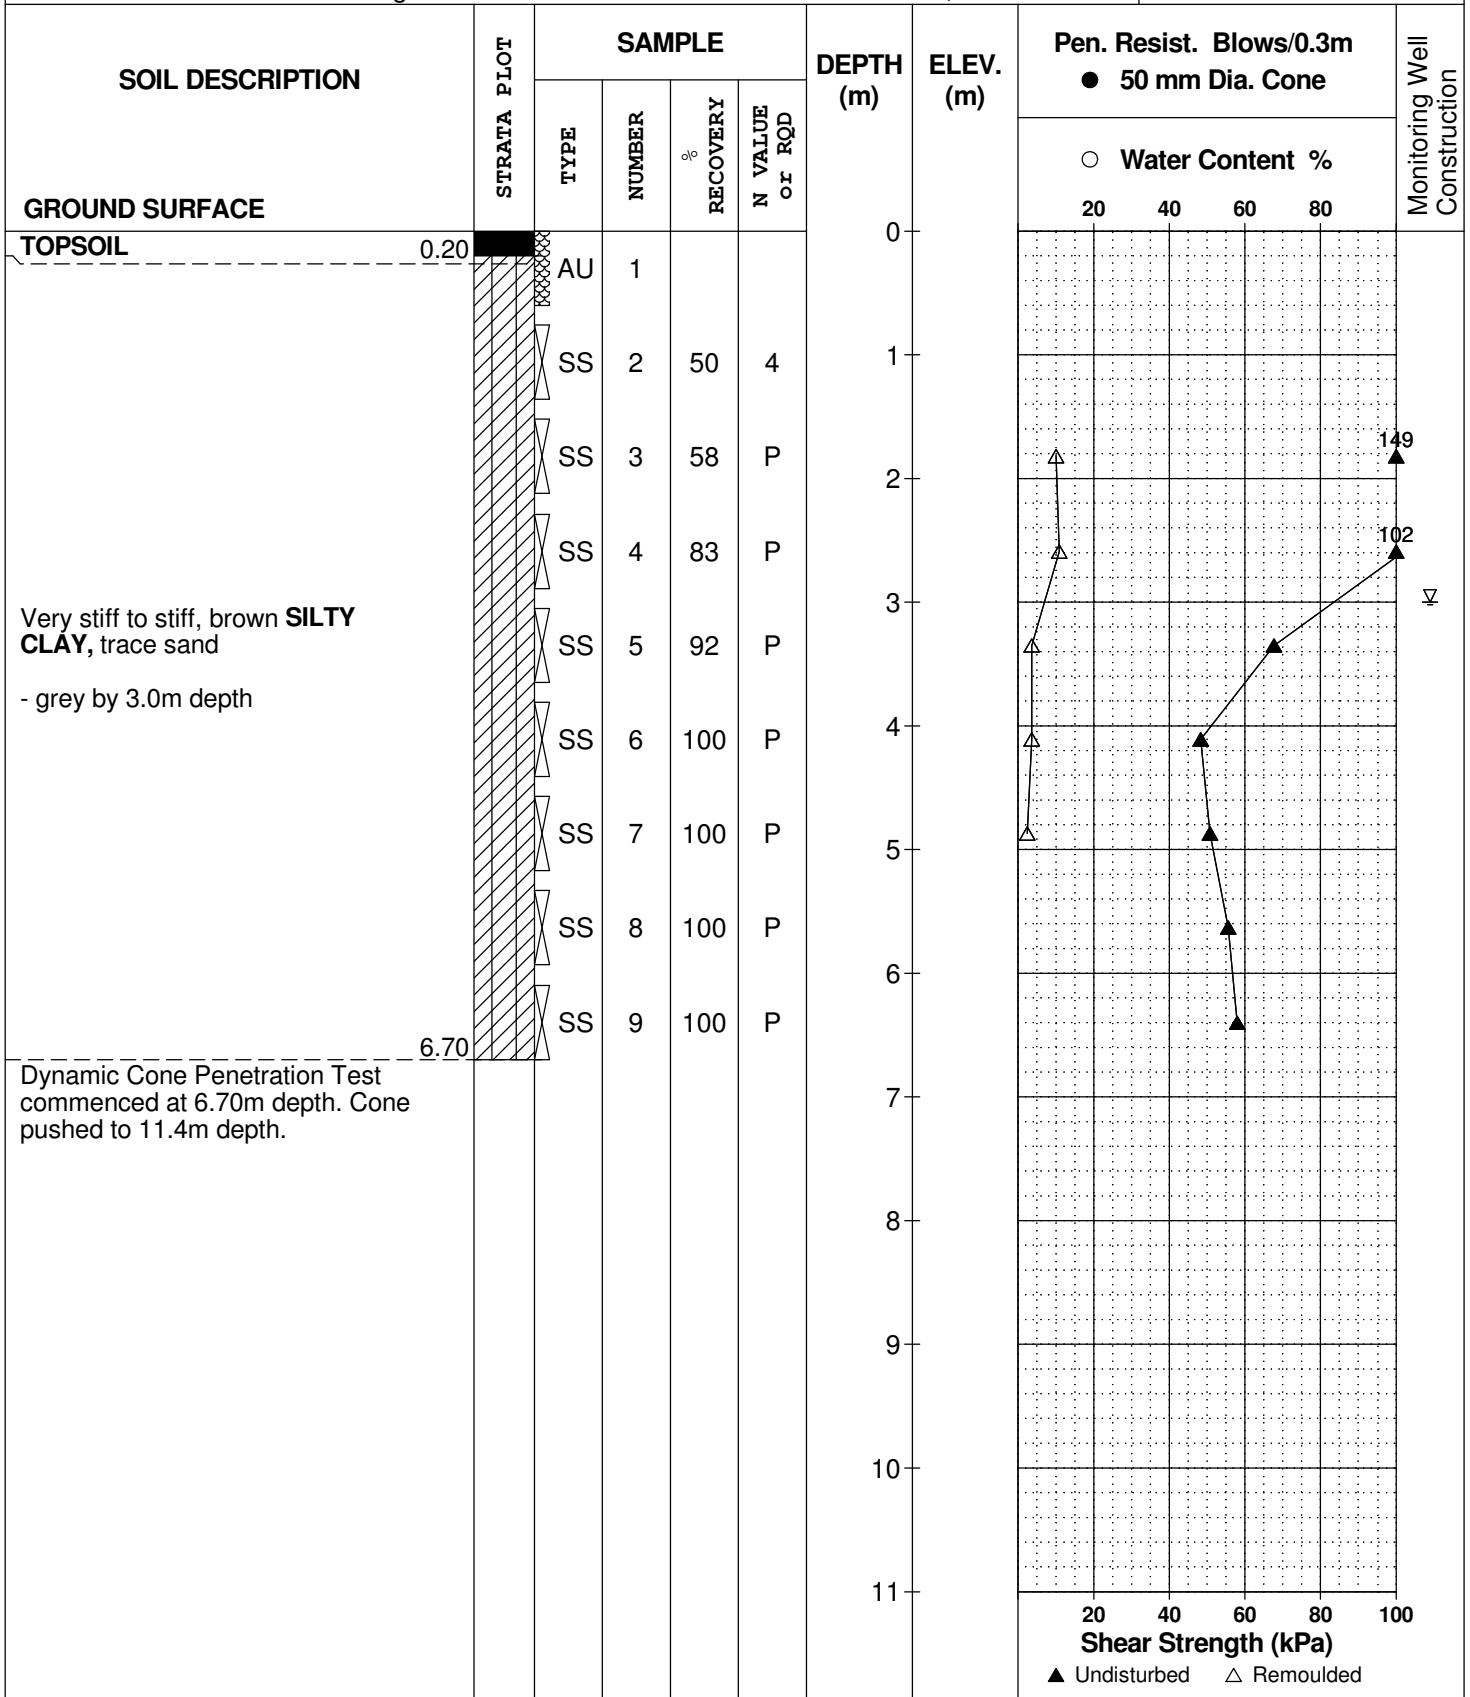 SOIL DESCRIPTION
GROUND SURFACE
STRATA PLOT
SAMPLE
TYPE
NUMBER
%
RECOVERY
N VALUE
or RQD
DEPTH
(m)
ELEV.
(m)
Pen. Resist. Blows/0.3m
● 50 mm Dia. Cone
○ Water Content %
20 40 60 80
Monitoring Well
Construction
TOPSOIL 0.20
AU 1
SS 2 50 4
SS 3 58 P
SS 4 83 P
SS 5 92 P
SS 6 100 P
SS 7 100 P
SS 8 100 P
SS 9 100 P
Very stiff to stiff, brown SILTY
CLAY, trace sand
- grey by 3.0m depth
6.70
Dynamic Cone Penetration Test
commenced at 6.70m depth. Cone
pushed to 11.4m depth.
0
1
2
3
4
5
6
7
8
9
10
11
149
102
20 40 60 80 100
Shear Strength (kPa)
▲ Undisturbed △ Remoulded